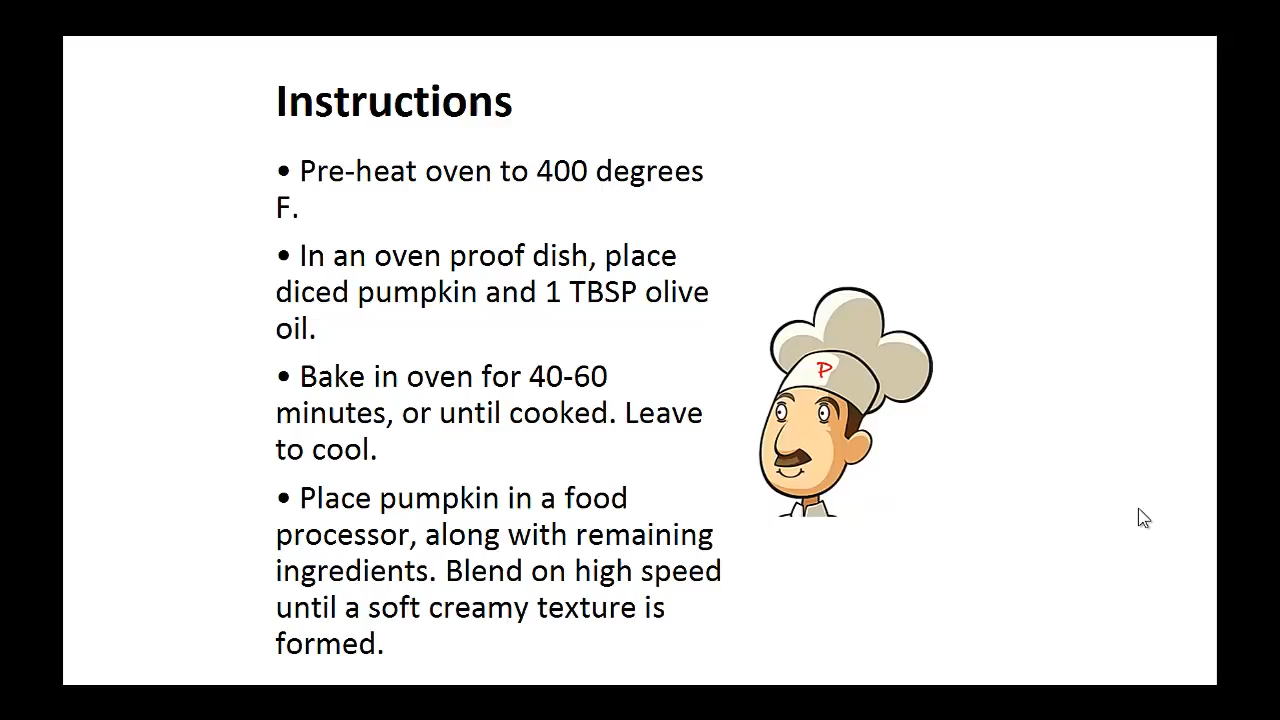 Instructions
• Pre-heat oven to 400 degrees
F.
• In an oven proof dish, place
diced pumpkin and 1 TBSP olive
oil.
• Bake in oven for 40-60
minutes, or until cooked. Leave
to cool.
• Place pumpkin in a food
processor, along with remaining
ingredients. Blend on high speed
until a soft creamy texture is
formed.
P